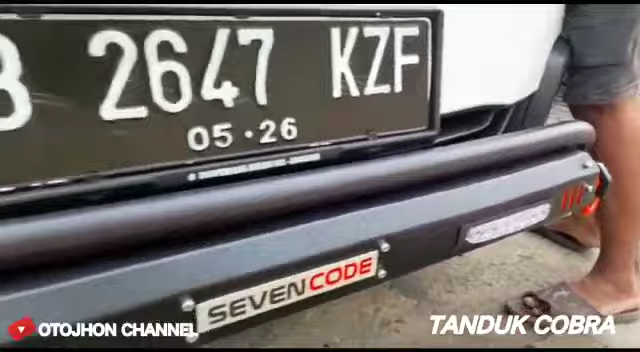 B 2647 KZF
05 · 26
SEVENCODE
OTOJHON CHANNEL
TANDUK COBRA